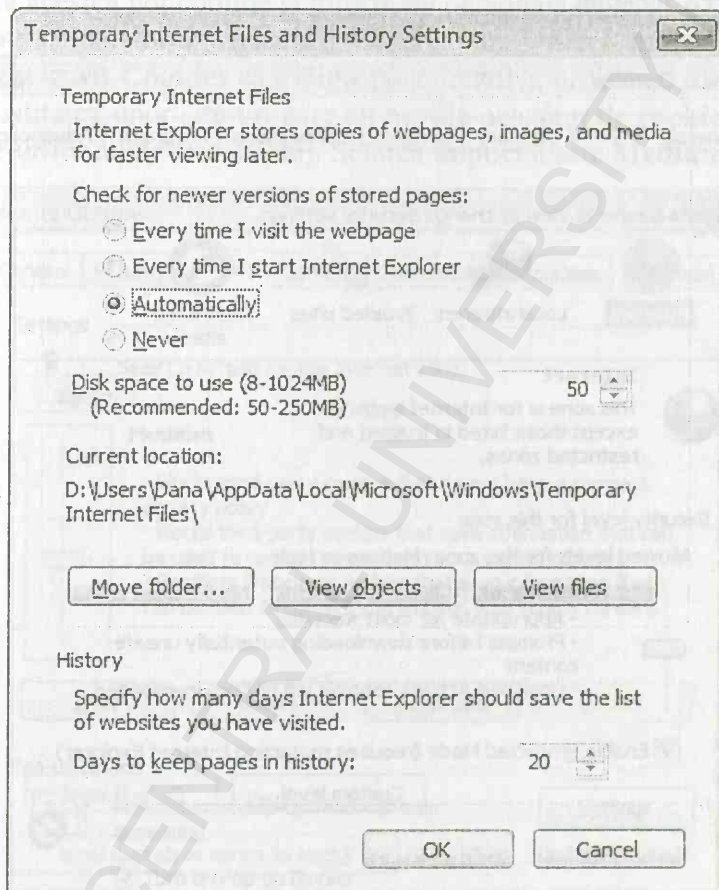 Temporary Internet Files and History Settings
Temporary Internet Files
Internet Explorer stores copies of webpages, images, and media
for faster viewing later.
Check for newer versions of stored pages:
Every time I visit the webpage
Every time I start Internet Explorer
Automatically
Never
Disk space to use (8-1024MB)
50
(Recommended: 50-250MB)
Current location:
D:\Users\Dana\AppData\Local\Microsoft\Windows\Temporary
Internet Files\
Move folder...
View objects
View files
History
Specify how many days Internet Explorer should save the list
of websites you have visited.
Days to keep pages in history:
20
OK
Cancel
CENTRAL UNIVERSITY